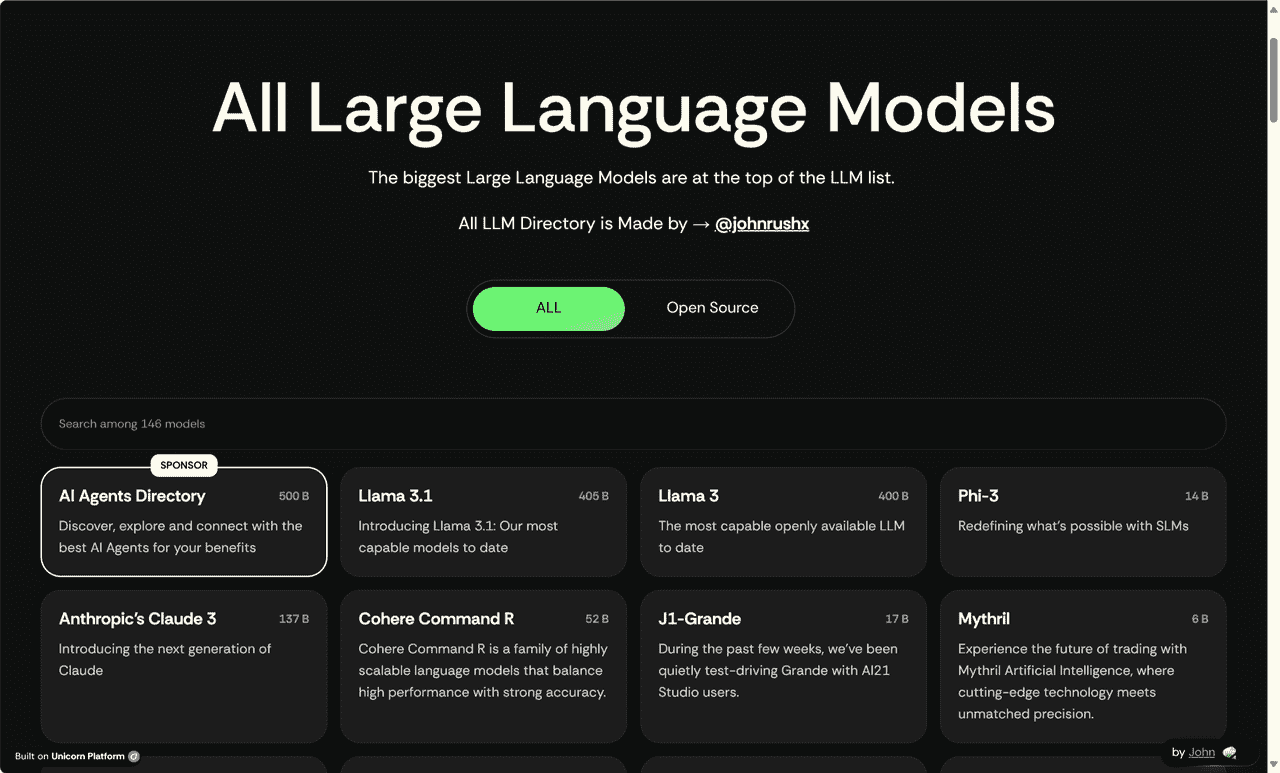 All Large Language Models
The biggest Large Language Models are at the top of the LLM list.
All LLM Directory is Made by → @johnrushx
ALL
Open Source
Search among 146 models
SPONSOR
AI Agents Directory
500 B
Discover, explore and connect with the
best AI Agents for your benefits
Llama 3.1
405 B
Introducing Llama 3.1: Our most
capable models to date
Llama 3
400 B
The most capable openly available LLM
to date
Phi-3
14 B
Redefining what's possible with SLMs
Anthropic's Claude 3
137 B
Introducing the next generation of
Claude
Cohere Command R
52 B
Cohere Command R is a family of highly
scalable language models that balance
high performance with strong accuracy.
J1-Grande
17 B
During the past few weeks, we've been
quietly test-driving Grande with AI21
Studio users.
Mythril
6 B
Experience the future of trading with
Mythril Artificial Intelligence, where
cutting-edge technology meets
unmatched precision.
Built on Unicorn Platform
by John